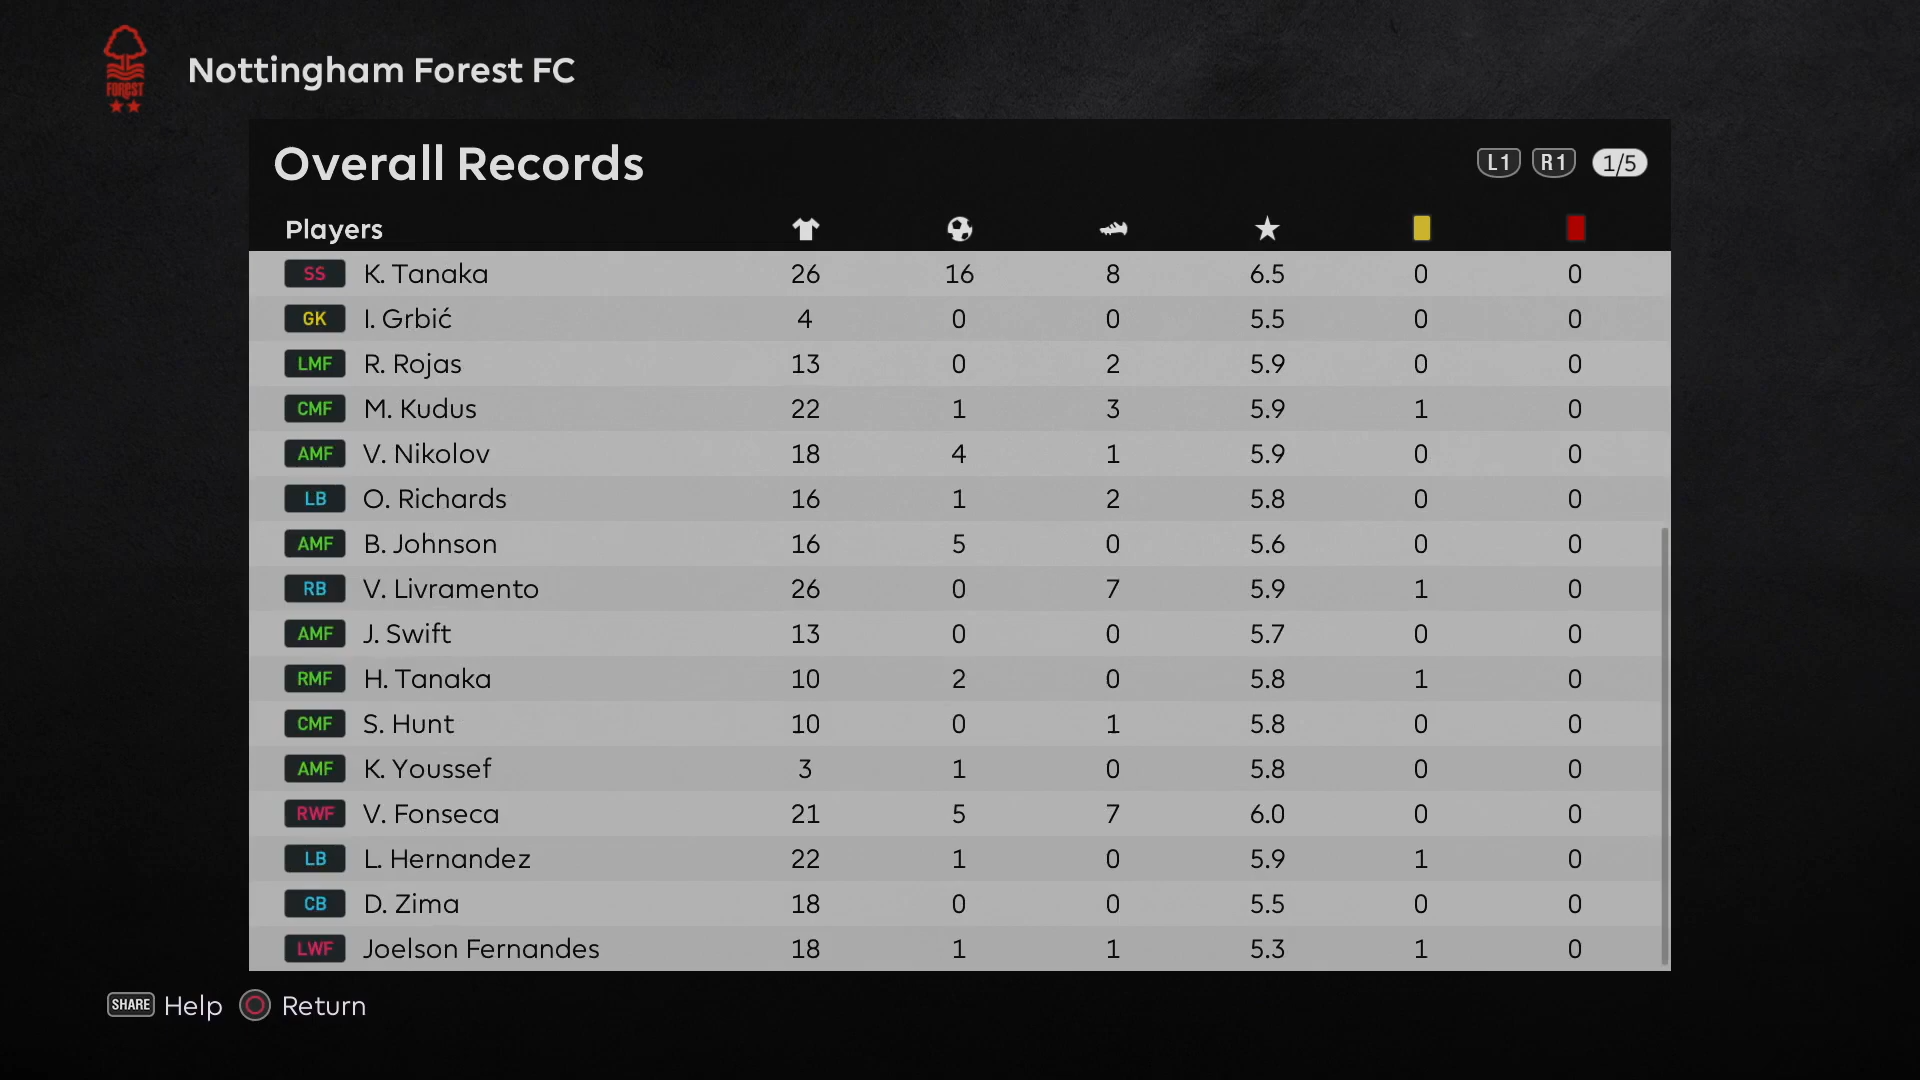 FOREST
Nottingham Forest FC
Overall Records
L1 R1 1/5
Players
SS K. Tanaka 26 16 8 6.5 0 0
GK I. Grbić 4 0 0 5.5 0 0
LMF R. Rojas 13 0 2 5.9 0 0
CMF M. Kudus 22 1 3 5.9 1 0
AMF V. Nikolov 18 4 1 5.9 0 0
LB O. Richards 16 1 2 5.8 0 0
AMF B. Johnson 16 5 0 5.6 0 0
RB V. Livramento 26 0 7 5.9 1 0
AMF J. Swift 13 0 0 5.7 0 0
RMF H. Tanaka 10 2 0 5.8 1 0
CMF S. Hunt 10 0 1 5.8 0 0
AMF K. Youssef 3 1 0 5.8 0 0
RWF V. Fonseca 21 5 7 6.0 0 0
LB L. Hernandez 22 1 0 5.9 1 0
CB D. Zima 18 0 0 5.5 0 0
LWF Joelson Fernandes 18 1 1 5.3 1 0
SHARE Help Return